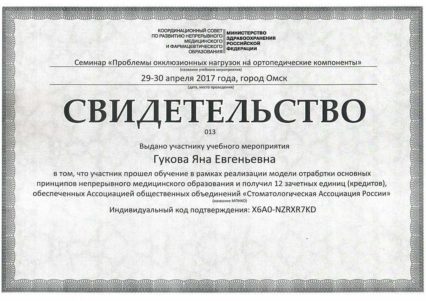 КООРДИНАЦИОННЫЙ СОВЕТ
ПО РАЗВИТИЮ НЕПРЕРЫВНОГО
МЕДИЦИНСКОГО
И ФАРМАЦЕВТИЧЕСКОГО
ОБРАЗОВАНИЯ
МИНИСТЕРСТВО
ЗДРАВООХРАНЕНИЯ
РОССИЙСКОЙ
ФЕДЕРАЦИИ
Семинар «Проблемы окклюзионных нагрузок на ортопедические компоненты»
(название учебного мероприятия)
29-30 апреля 2017 года, город Омск
(дата, место проведения)
СВИДЕТЕЛЬСТВО
013
Выдано участнику учебного мероприятия
Гукова Яна Евгеньевна
в том, что участник прошел обучение в рамках реализации модели отработки основных
принципов непрерывного медицинского образования и получил 12 зачетных единиц (кредитов),
обеспеченных Ассоциацией общественных объединений «Стоматологическая Ассоциация России»
(название МПНКО)
Индивидуальный код подтверждения: X6A0-NZRXR7KD